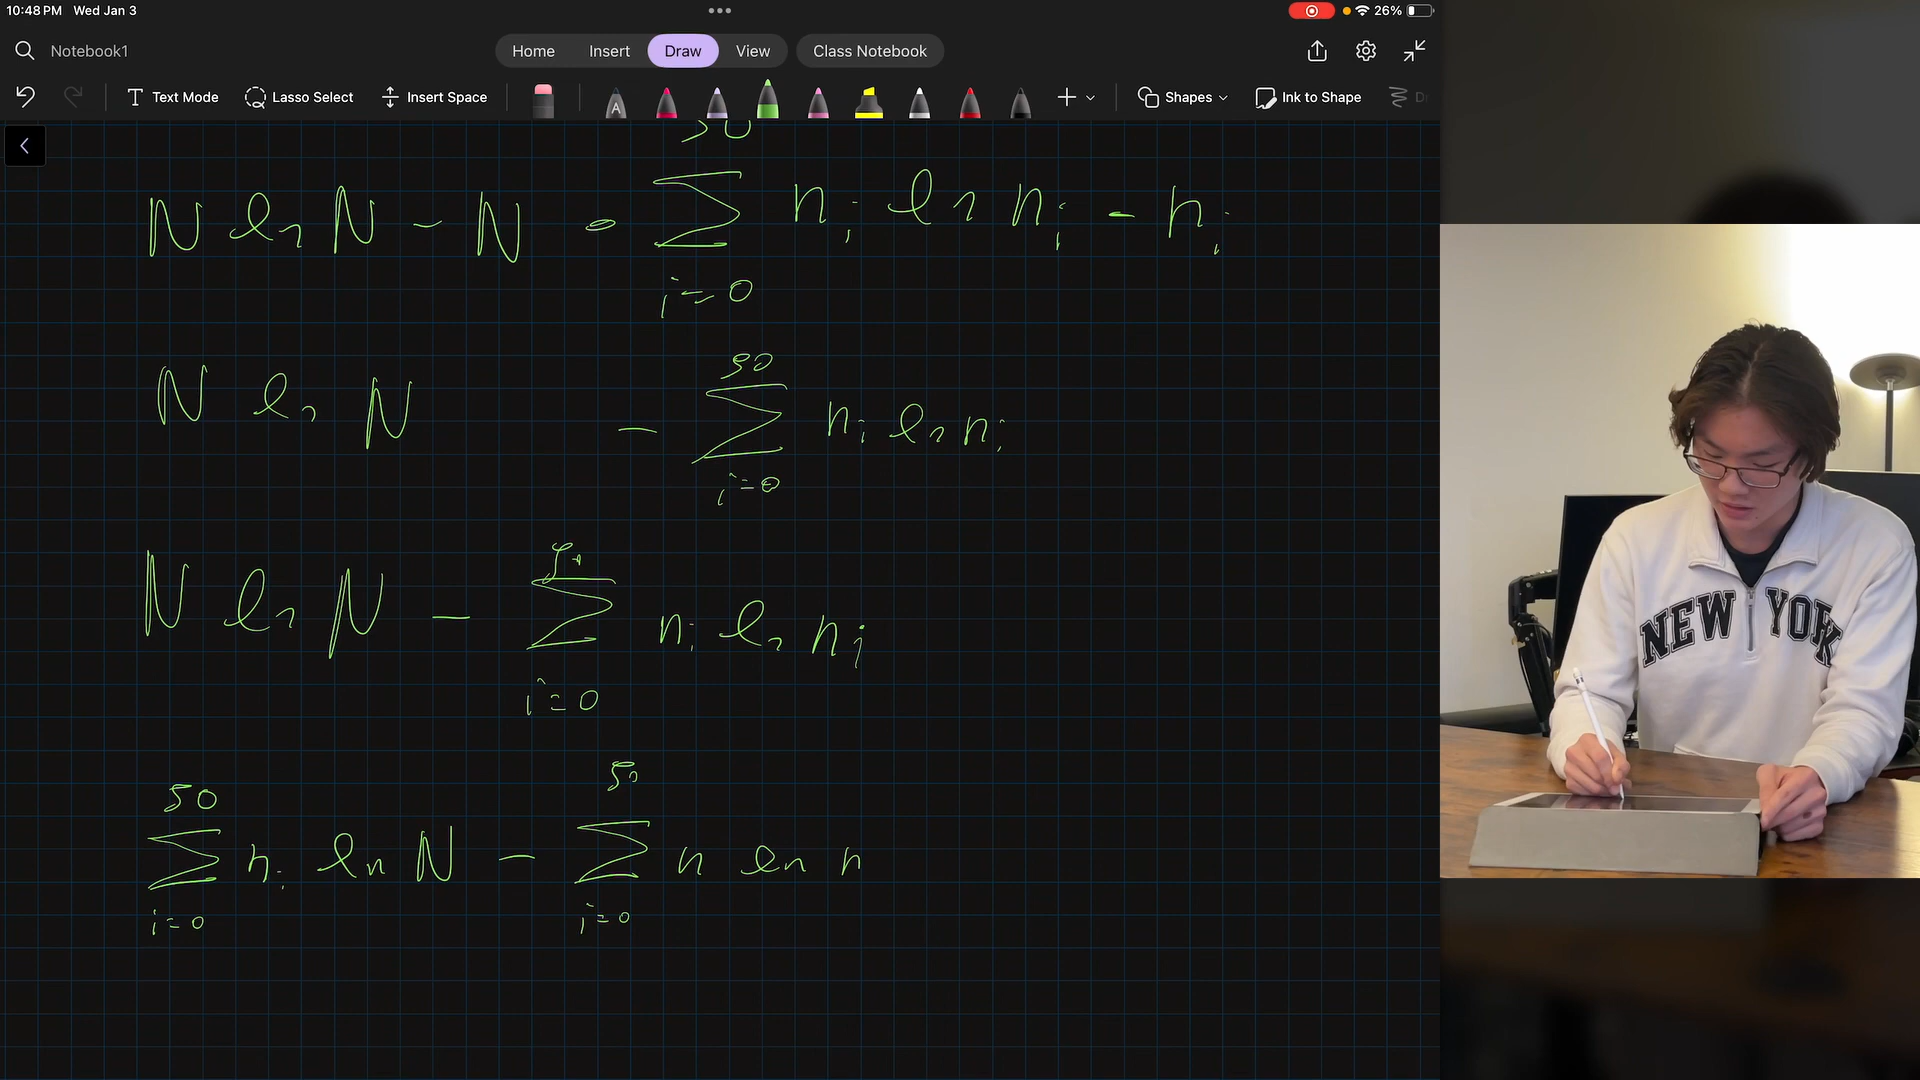 10:48 PM Wed Jan 3
26%
Notebook1
Home Insert Draw View Class Notebook
Text Mode Lasso Select Insert Space
A
Shapes Ink to Shape
50
N ln N - N - ∑ n_i ln n_i - n_i
i=0
50
N ln N - ∑ n_i ln n_i
i=0
50
N ln N - ∑ n_i ln n_i
i=0
50 50
∑ n_i ln N - ∑ n ln n
i=0 i=0
NEW YORK